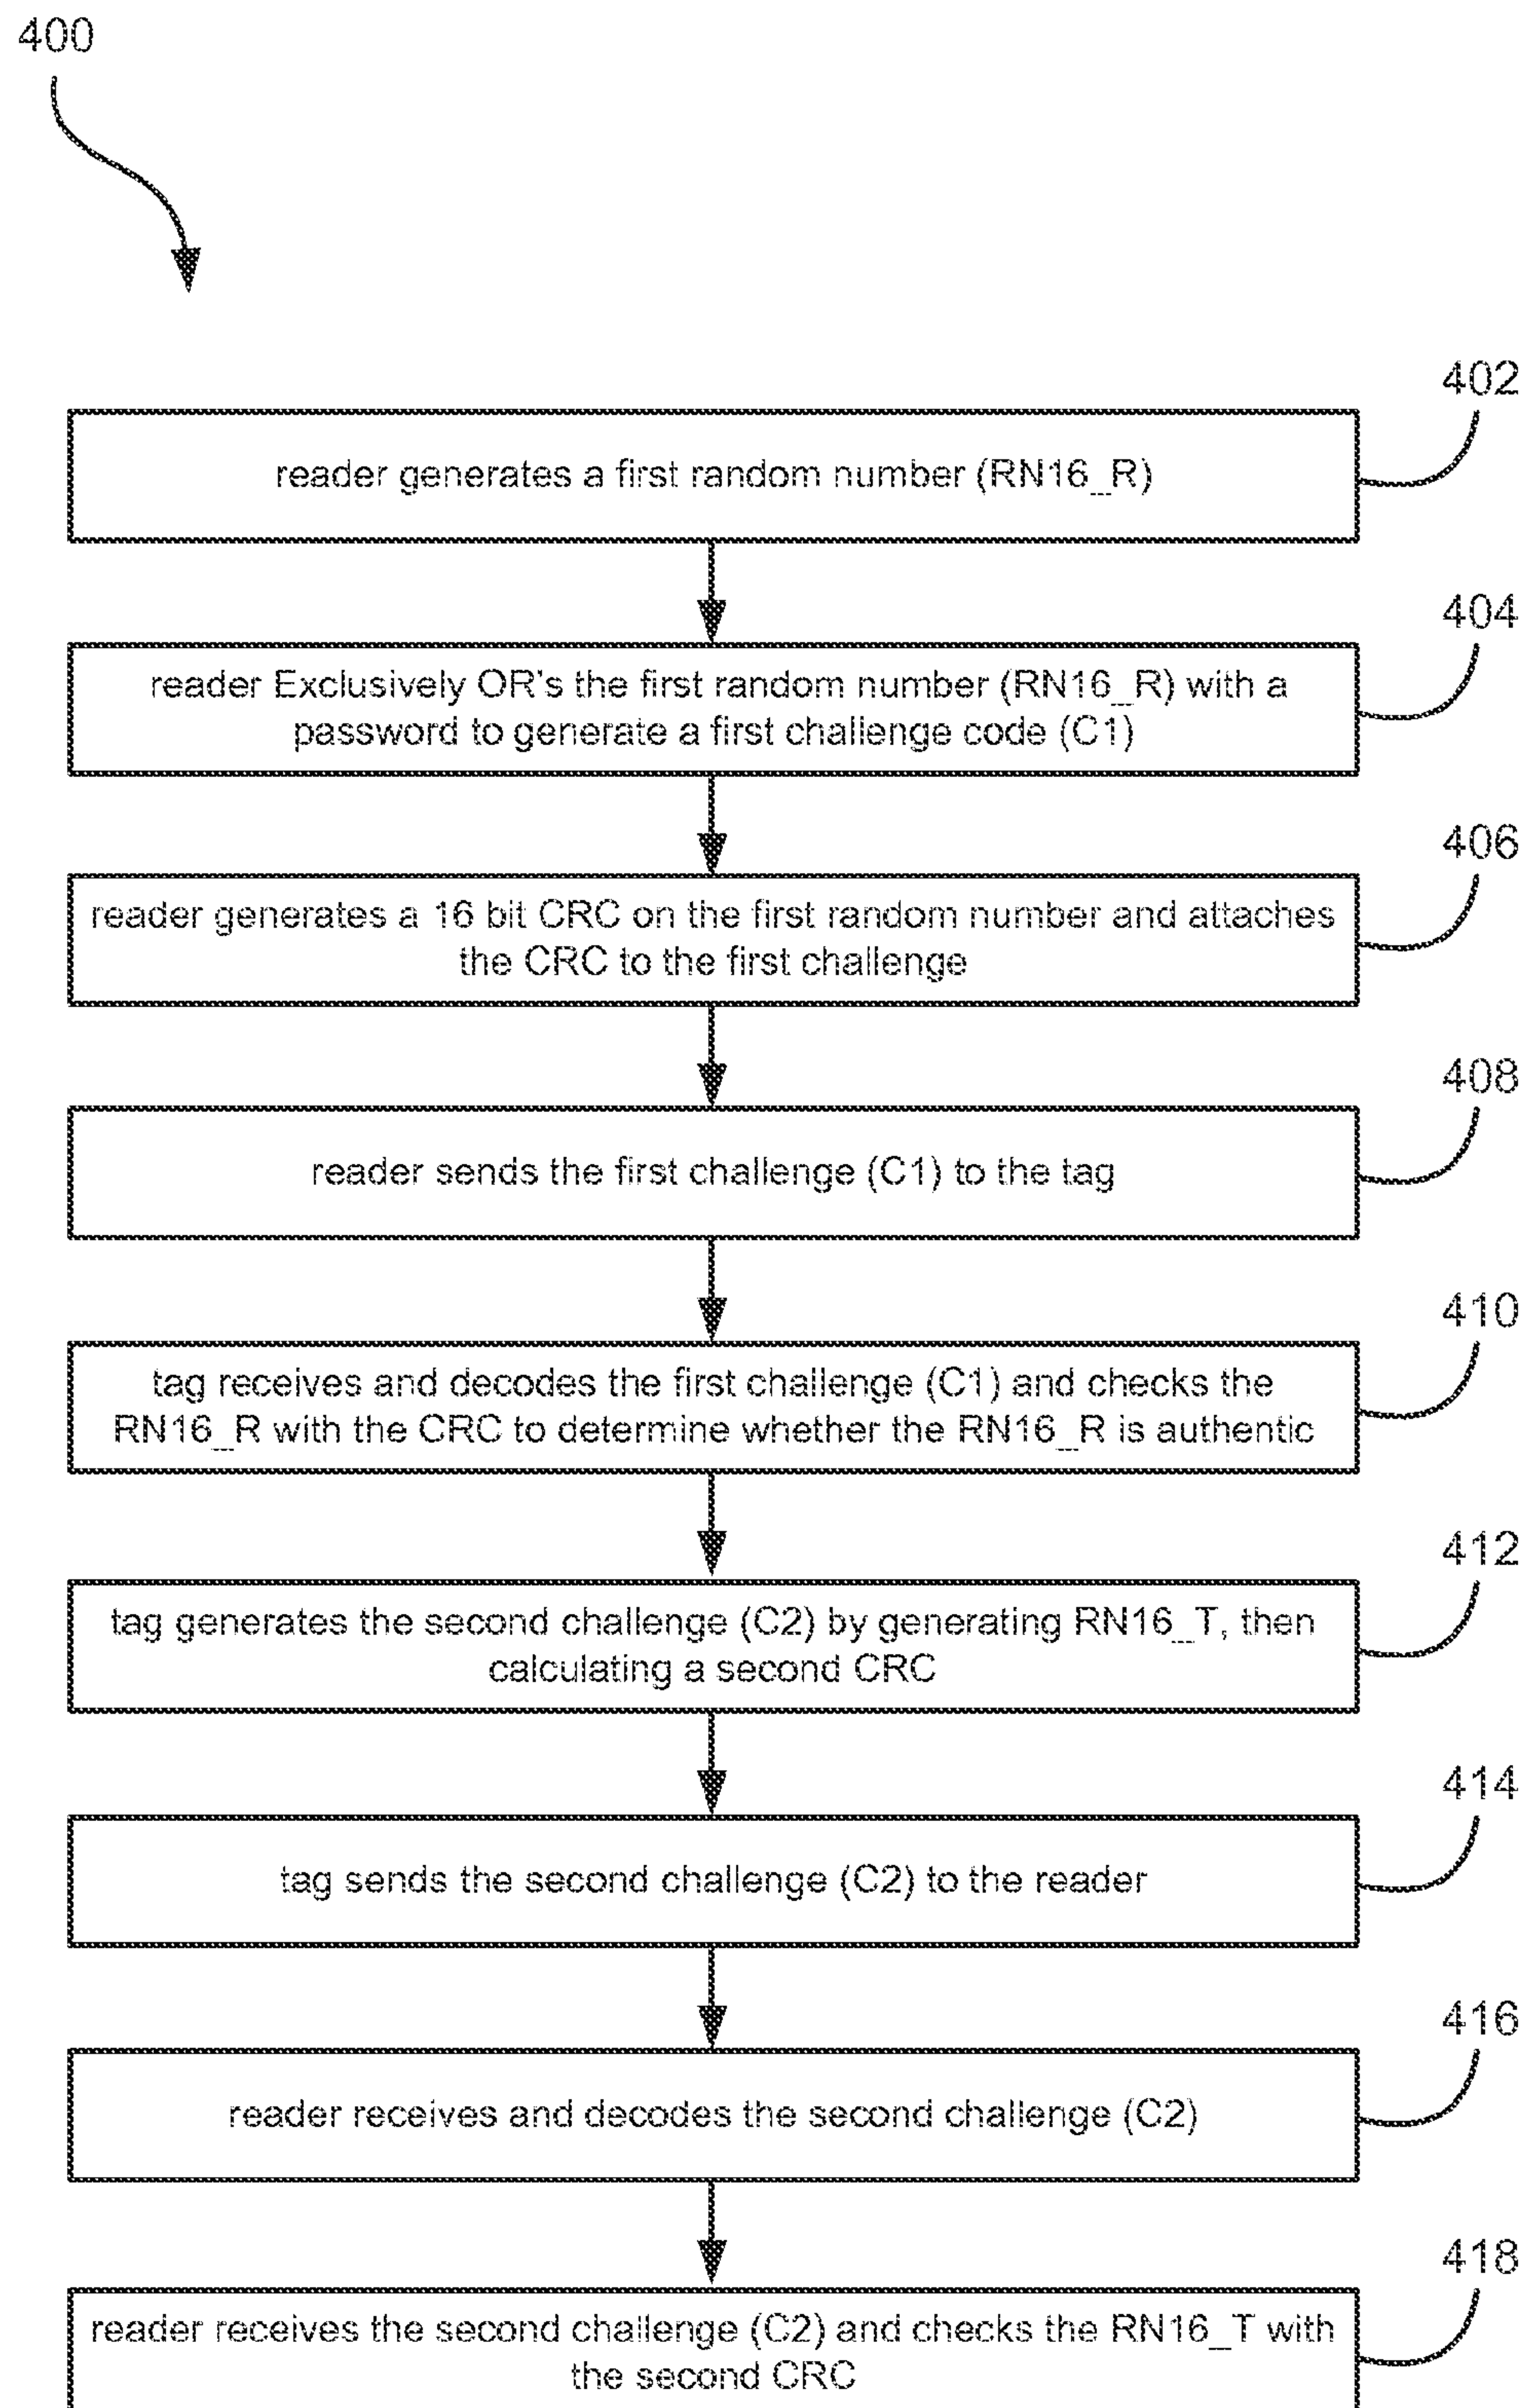 400
402
reader generates a first random number (RN16_R)
404
reader Exclusively OR's the first random number (RN16_R) with a
password to generate a first challenge code (C1)
406
reader generates a 16 bit CRC on the first random number and attaches
the CRC to the first challenge
408
reader sends the first challenge (C1) to the tag
410
tag receives and decodes the first challenge (C1) and checks the
RN16_R with the CRC to determine whether the RN16_R is authentic
412
tag generates the second challenge (C2) by generating RN16_T, then
calculating a second CRC
414
tag sends the second challenge (C2) to the reader
416
reader receives and decodes the second challenge (C2)
418
reader receives the second challenge (C2) and checks the RN16_T with
the second CRC